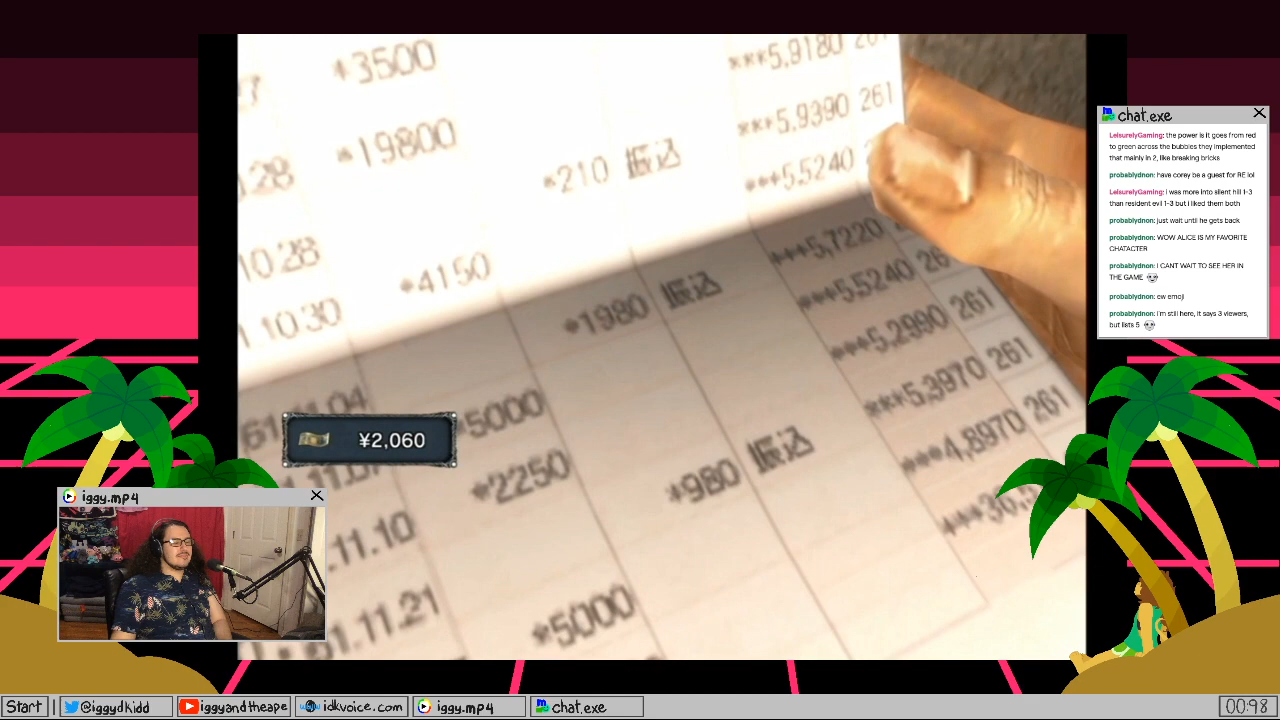 *3500
***5,9180 261
*19800
***5,9390 261
.28
*210 振込
***5,5240
10.28
*4150
***5,7220
10.30
*1980 振込
***5,5240 26
***5,2990 261
*5000
***5,3970 261
*2250
*980 振込
***4,8970 261
.11.10
.11.21
*5000
¥2,060
chat.exe
LeisurelyGaming: the power is it goes from red
to green across the bubbles they implemented
that mainly in 2, like breaking bricks
probablydnon: have corey be a guest for RE lol
LeisurelyGaming: i was more into silent hill 1-3
than resident evil 1-3 but i liked them both
probablydnon: just wait until he gets back
probablydnon: WOW ALICE IS MY FAVORITE
CHATACTER
probablydnon: I CANT WAIT TO SEE HER IN
THE GAME
probablydnon: ew emoji
probablydnon: i'm still here, it says 3 viewers,
but lists 5
iggy.mp4
Start | @iggydkidd iggyandtheape www idkvoice.com iggy.mp4 chat.exe 00:98